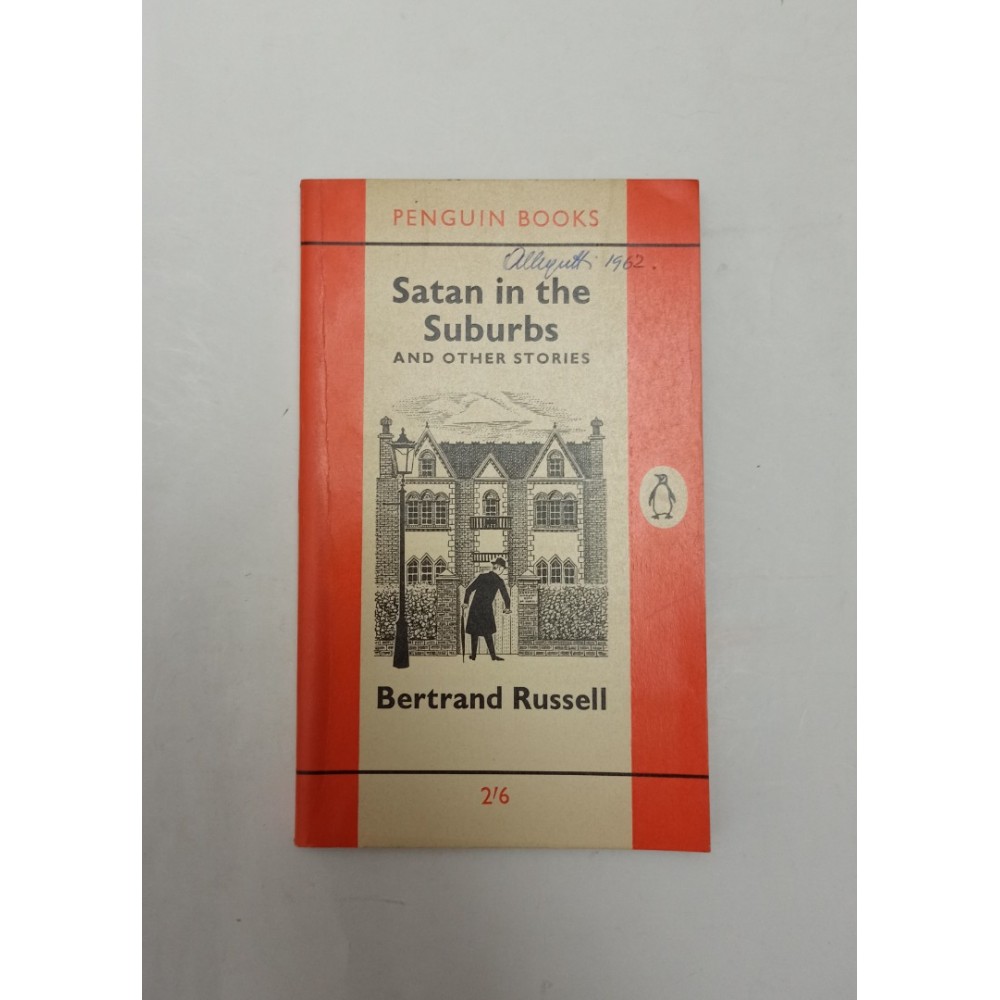 PENGUIN BOOKS
1962.
Satan in the
Suburbs
AND OTHER STORIES
Bertrand Russell
2'6